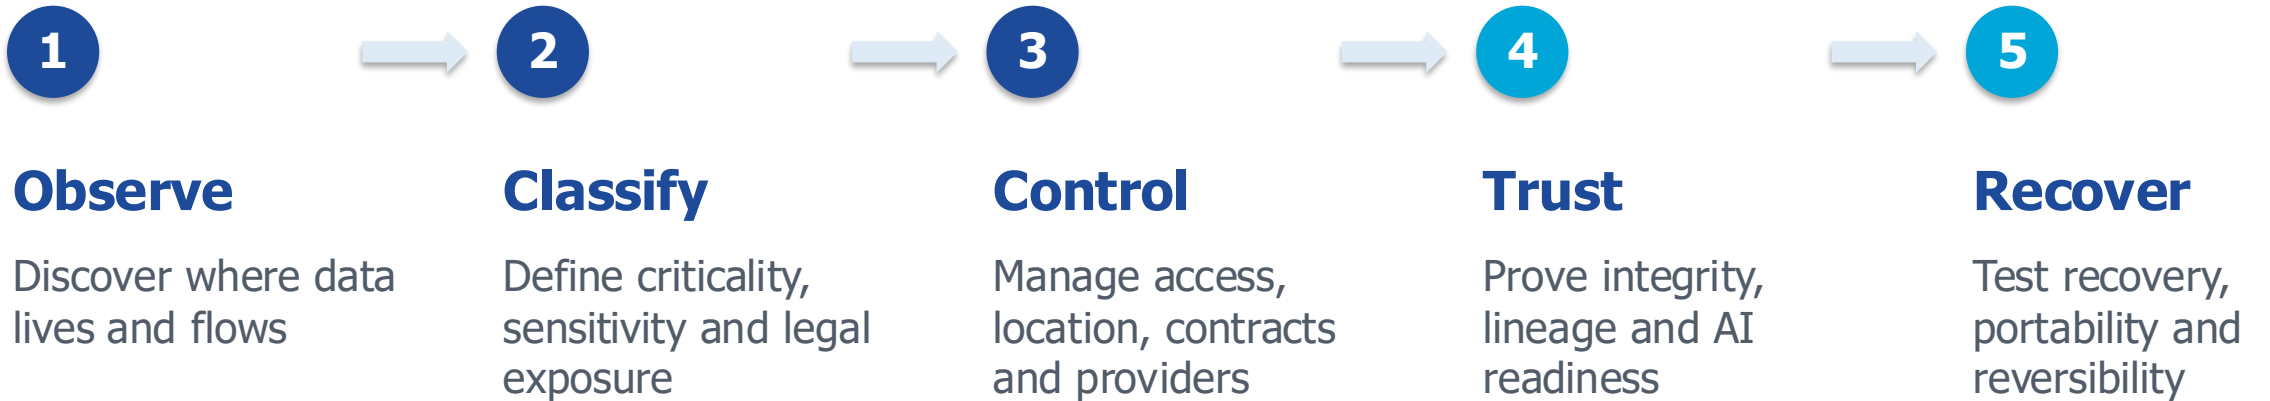 1
Observe
Discover where data
lives and flows
2
Classify
Define criticality,
sensitivity and legal
exposure
3
Control
Manage access,
location, contracts
and providers
4
Trust
Prove integrity,
lineage and AI
readiness
5
Recover
Test recovery,
portability and
reversibility